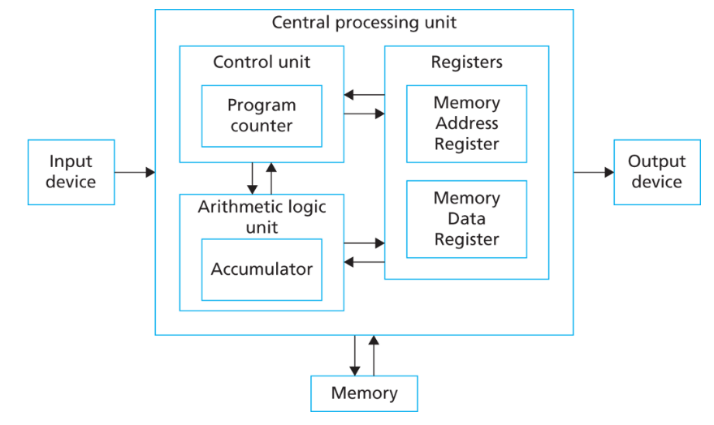 Central processing unit
Control unit
Program
counter
Registers
Memory
Address
Register
Input
device
Output
device
Arithmetic logic
unit
Accumulator
Memory
Data
Register
Memory